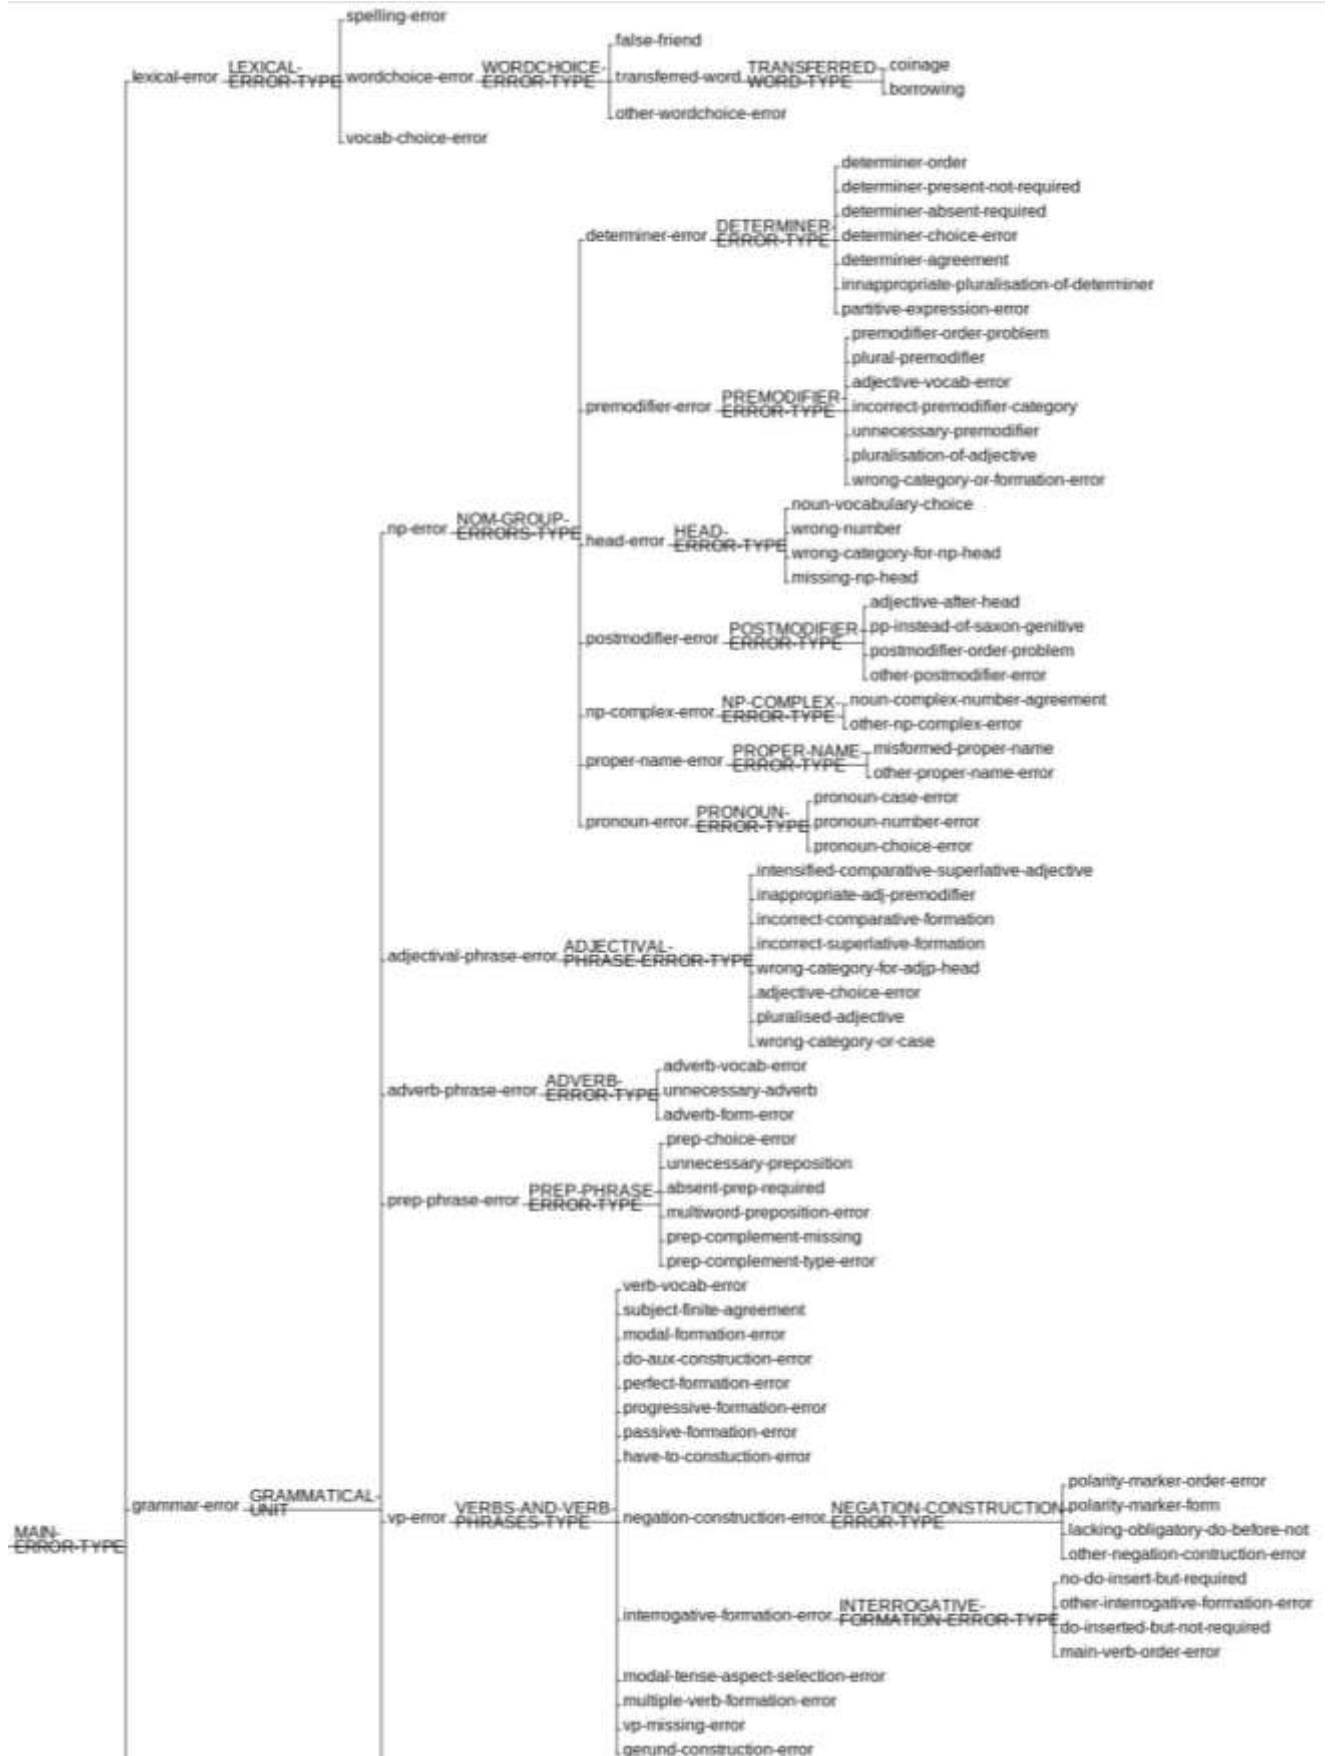 spelling-error
false-friend
lexical-error LEXICAL-ERROR-TYPE wordchoice-error WORDCHOICE-ERROR-TYPE transferred-word TRANSFERRED-WORD-TYPE coinage
borrowing
other-wordchoice-error
vocab-choice-error
determiner-order
determiner-present-not-required
determiner-absent-required
determiner-error DETERMINER-ERROR-TYPE determiner-choice-error
determiner-agreement
innappropriate-pluralisation-of-determiner
partitive-expression-error
premodifier-order-problem
plural-premodifier
adjective-vocab-error
premodifier-error PREMODIFIER-ERROR-TYPE incorrect-premodifier-category
unnecessary-premodifier
pluralisation-of-adjective
wrong-category-or-formation-error
noun-vocabulary-choice
np-error NOM-GROUP-ERRORS-TYPE wrong-number
head-error HEAD-ERROR-TYPE wrong-category-for-np-head
missing-np-head
adjective-after-head
pp-instead-of-saxon-genitive
postmodifier-error POSTMODIFIER-ERROR-TYPE postmodifier-order-problem
other-postmodifier-error
np-complex-error NP-COMPLEX-ERROR-TYPE noun-complex-number-agreement
other-np-complex-error
proper-name-error PROPER-NAME-ERROR-TYPE misformed-proper-name
other-proper-name-error
pronoun-case-error
pronoun-error PRONOUN-ERROR-TYPE pronoun-number-error
pronoun-choice-error
intensified-comparative-superlative-adjective
inappropriate-adj-premodifier
incorrect-comparative-formation
incorrect-superlative-formation
adjectival-phrase-error ADJECTIVAL-PHRASE-ERROR-TYPE wrong-category-for-adjp-head
adjective-choice-error
pluralised-adjective
wrong-category-or-case
adverb-vocab-error
adverb-phrase-error ADVERB-ERROR-TYPE unnecessary-adverb
adverb-form-error
prep-choice-error
unnecessary-preposition
prep-phrase-error PREP-PHRASE-ERROR-TYPE absent-prep-required
multiword-preposition-error
prep-complement-missing
prep-complement-type-error
verb-vocab-error
subject-finite-agreement
modal-formation-error
do-aux-construction-error
perfect-formation-error
progressive-formation-error
passive-formation-error
have-to-constuction-error
polarity-marker-order-error
grammar-error GRAMMATICAL-UNIT polarity-marker-form
vp-error VERBS-AND-VERB-PHRASES-TYPE negation-construction-error NEGATION-CONSTRUCTION-ERROR-TYPE lacking-obligatory-do-before-not
MAIN-ERROR-TYPE other-negation-contruction-error
no-do-insert-but-required
interrogative-formation-error INTERROGATIVE-FORMATION-ERROR-TYPE other-interrogative-formation-error
do-inserted-but-not-required
main-verb-order-error
modal-tense-aspect-selection-error
multiple-verb-formation-error
vp-missing-error
gerund-construction-error